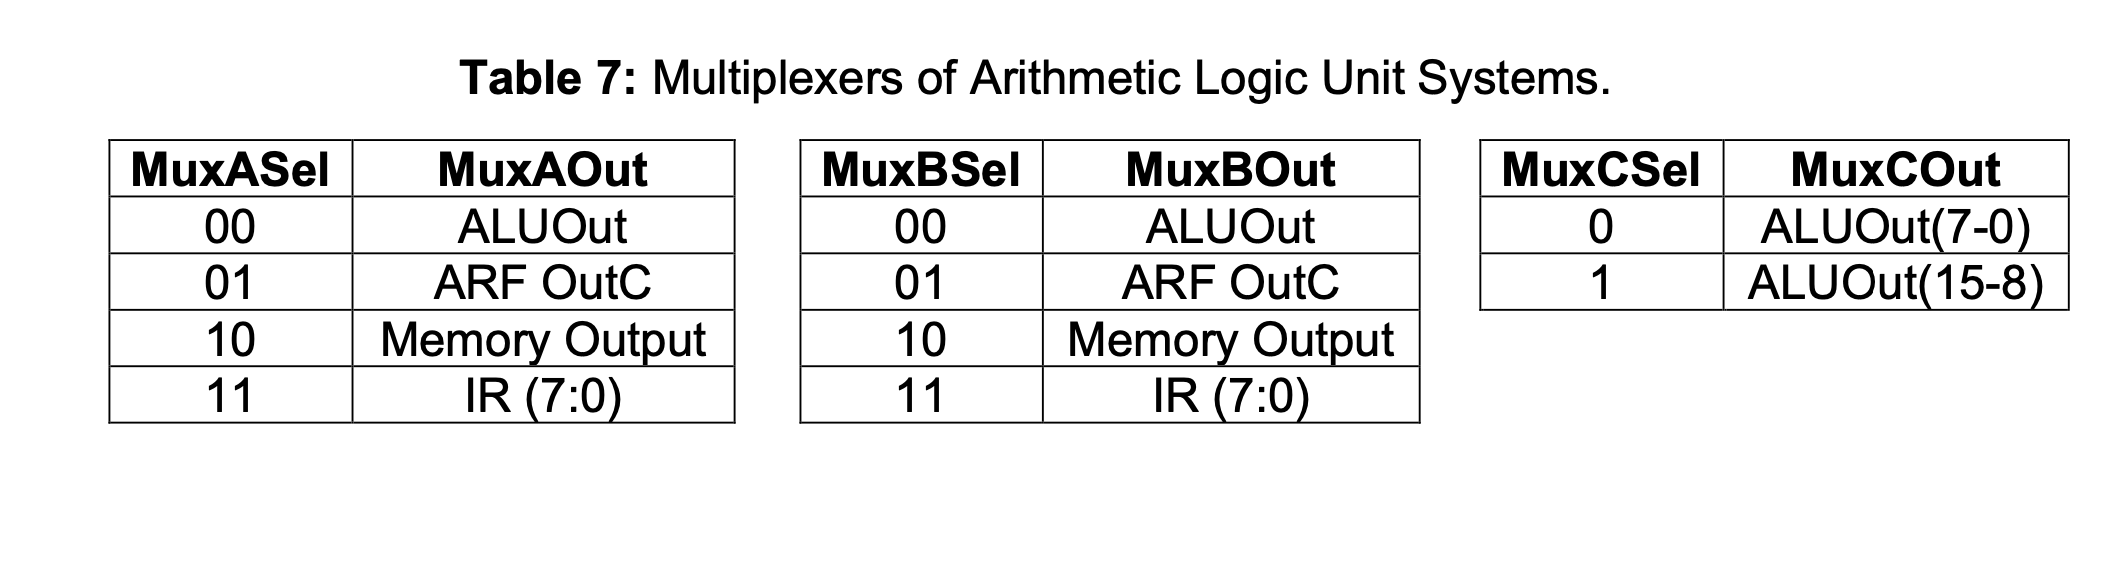 Table 7: Multiplexers of Arithmetic Logic Unit Systems.
MuxASel MuxAOut
00 ALUOut
01 ARF OutC
10 Memory Output
11 IR (7:0)
MuxBSel MuxBOut
00 ALUOut
01 ARF OutC
10 Memory Output
11 IR (7:0)
MuxCSel MuxCOut
0 ALUOut(7-0)
1 ALUOut(15-8)